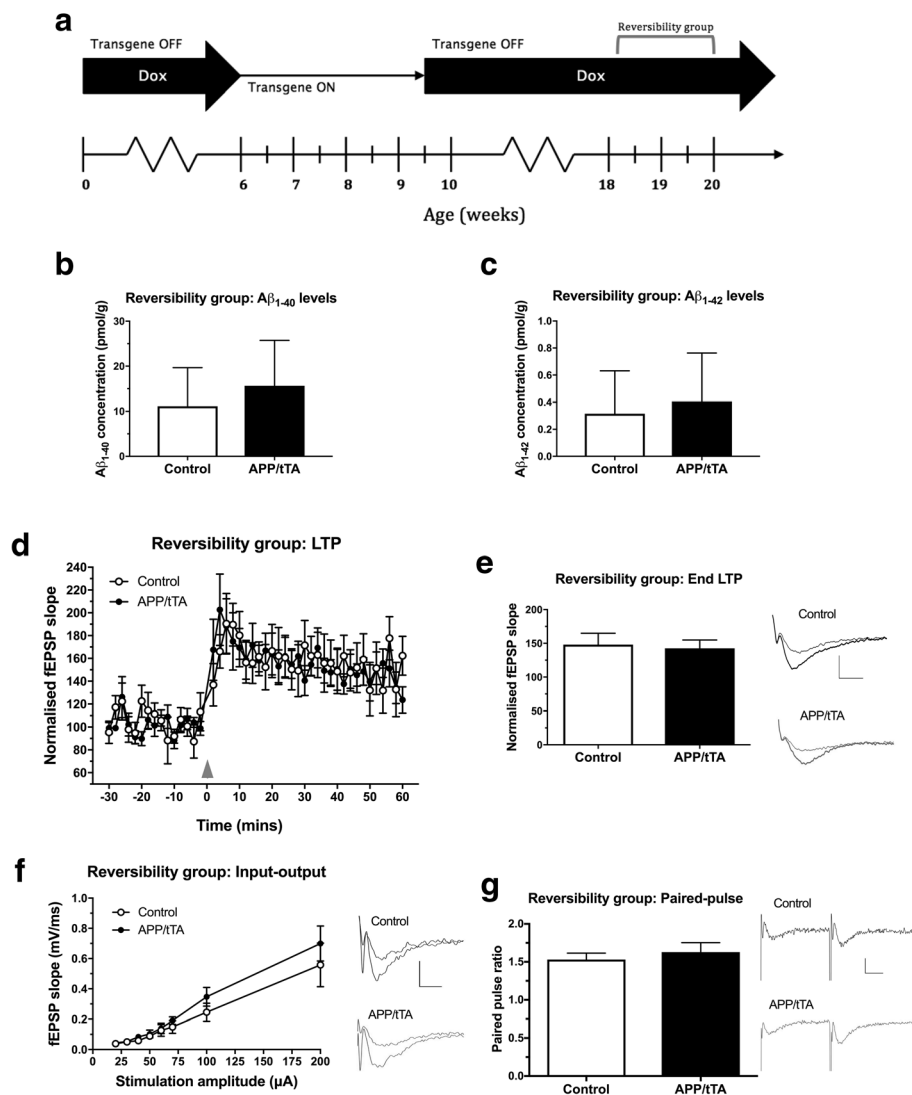 a
Reversibility group
Transgene OFF
Transgene OFF
Dox
Dox
Transgene ON
0
6
7
8
9
10
18
19
20
Age (weeks)
b
Reversibility group: Aβ1-40 levels
Aβ1-40 concentration (pmol/g)
30
20
10
0
Control
APP/tTA
c
Reversibility group: Aβ1-42 levels
Aβ1-42 concentration (pmol/g)
1.0
0.8
0.6
0.4
0.2
0.0
Control
APP/tTA
d
Reversibility group: LTP
Normalised fEPSP slope
240
220
200
180
160
140
120
100
80
60
Control
APP/tTA
-30
-20
-10
0
10
20
30
40
50
60
Time (mins)
e
Reversibility group: End LTP
Normalised fEPSP slope
200
150
100
50
0
Control
APP/tTA
Control
APP/tTA
f
Reversibility group: Input-output
fEPSP slope (mV/ms)
1.0
0.8
0.6
0.4
0.2
0.0
Control
APP/tTA
0
25
50
75
100
125
150
175
200
Stimulation amplitude (μA)
Control
APP/tTA
g
Reversibility group: Paired-pulse
Paired pulse ratio
2.0
1.5
1.0
0.5
0.0
Control
APP/tTA
Control
APP/tTA